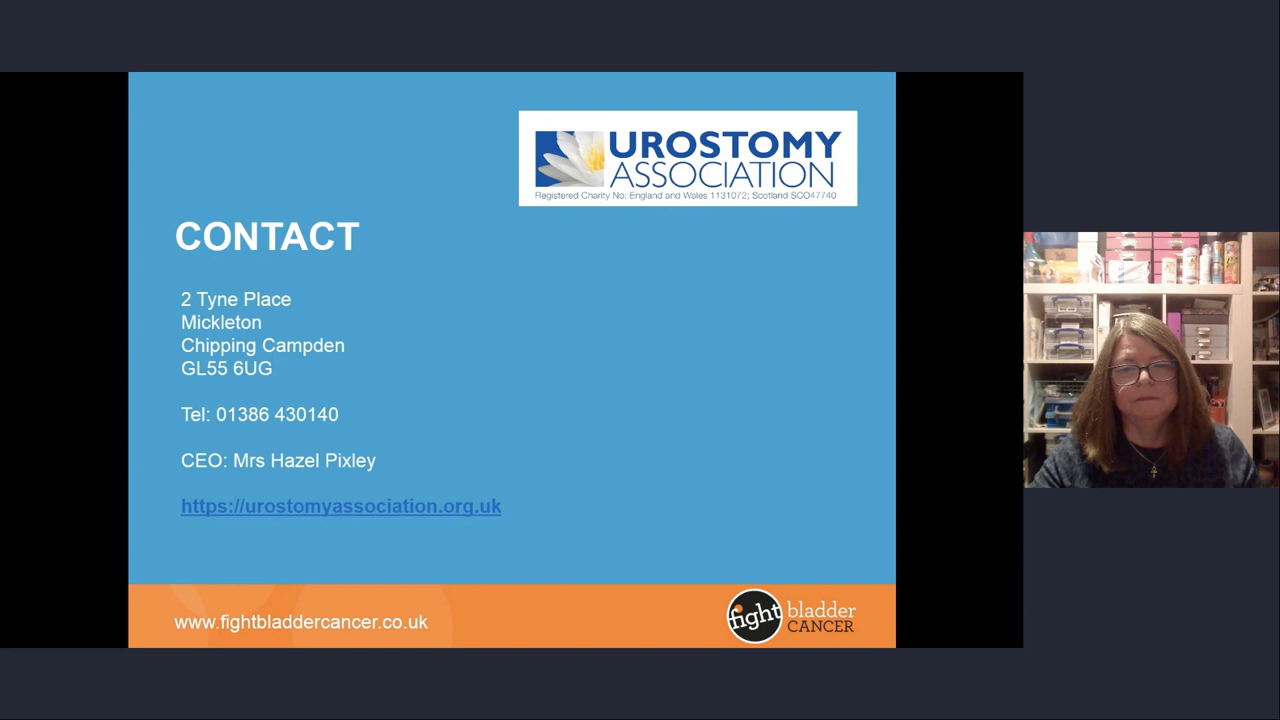 UROSTOMY
ASSOCIATION
Registered Charity No: England and Wales 1131072; Scotland SCO47740
CONTACT
2 Tyne Place
Mickleton
Chipping Campden
GL55 6UG
Tel: 01386 430140
CEO: Mrs Hazel Pixley
https://urostomyassociation.org.uk
www.fightbladdercancer.co.uk
fight bladder
CANCER